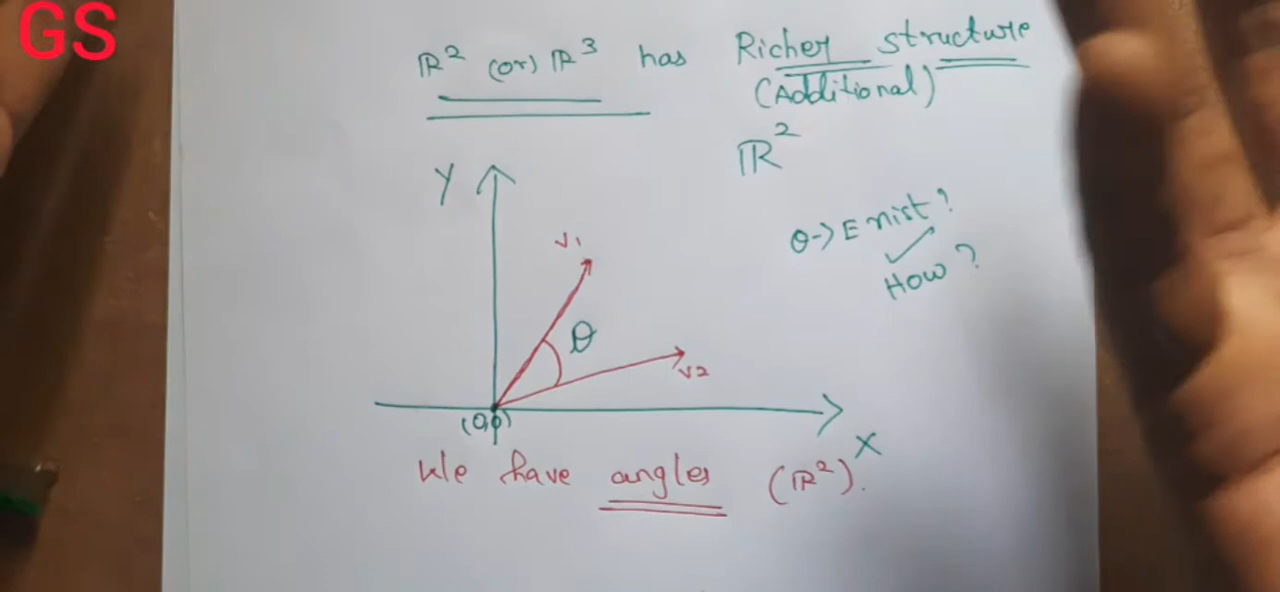 GS
ℝ² (or) ℝ³ has Richer structure
(Additional)
ℝ²
Y
θ -> Exist?
✓
How?
v₁
θ
v₂
(0,0)
X
We have angles (ℝ²).